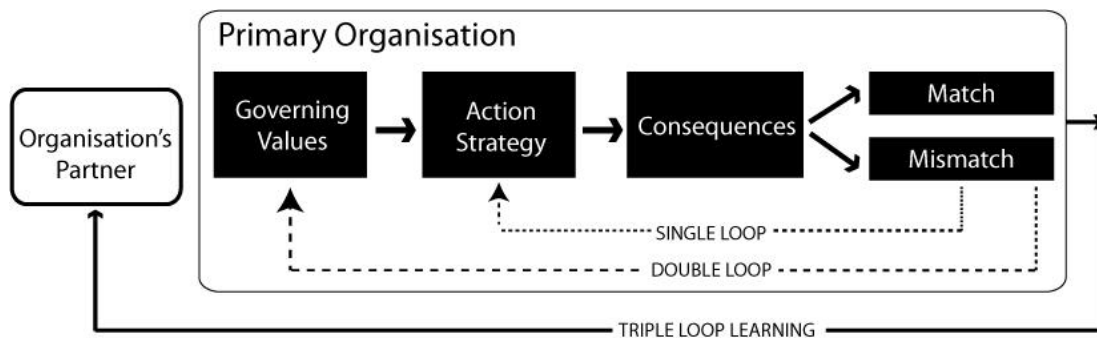 Primary Organisation
Organisation's
Partner
Governing
Values
Action
Strategy
Consequences
Match
Mismatch
SINGLE LOOP
DOUBLE LOOP
TRIPLE LOOP LEARNING